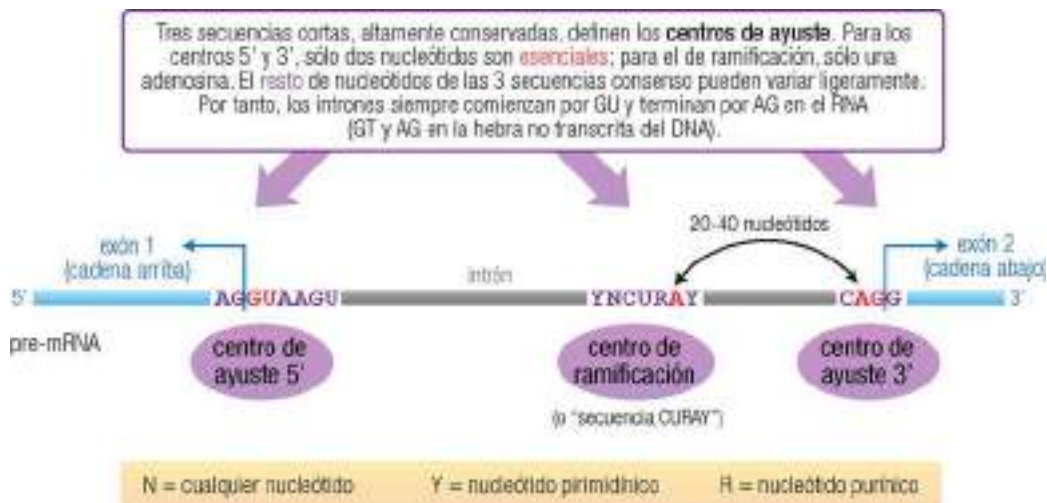 Tres secuencias cortas, altamente conservadas, definen los centros de ayuste. Para los
centros 5' y 3', sólo dos nucleótidos son esenciales; para el de ramificación, sólo una
adenosina. El resto de nucleótidos de las 3 secuencias consenso pueden variar ligeramente.
Por tanto, los intrones siempre comienzan por GU y terminan por AG en el RNA
(GT y AG en la hebra no transcrita del DNA).
20-40 nucleótidos
exón 1
(cadena arriba)
intrón
exón 2
(cadena abajo)
5' AGGUAAGU YNCURAY CAGG 3'
pre-mRNA
centro de
ayuste 5'
centro de
ramificación
centro de
ayuste 3'
(o "secuencia CURAY")
N = cualquier nucleótido Y = nucleótido pirimidínico R = nucleótido purínico